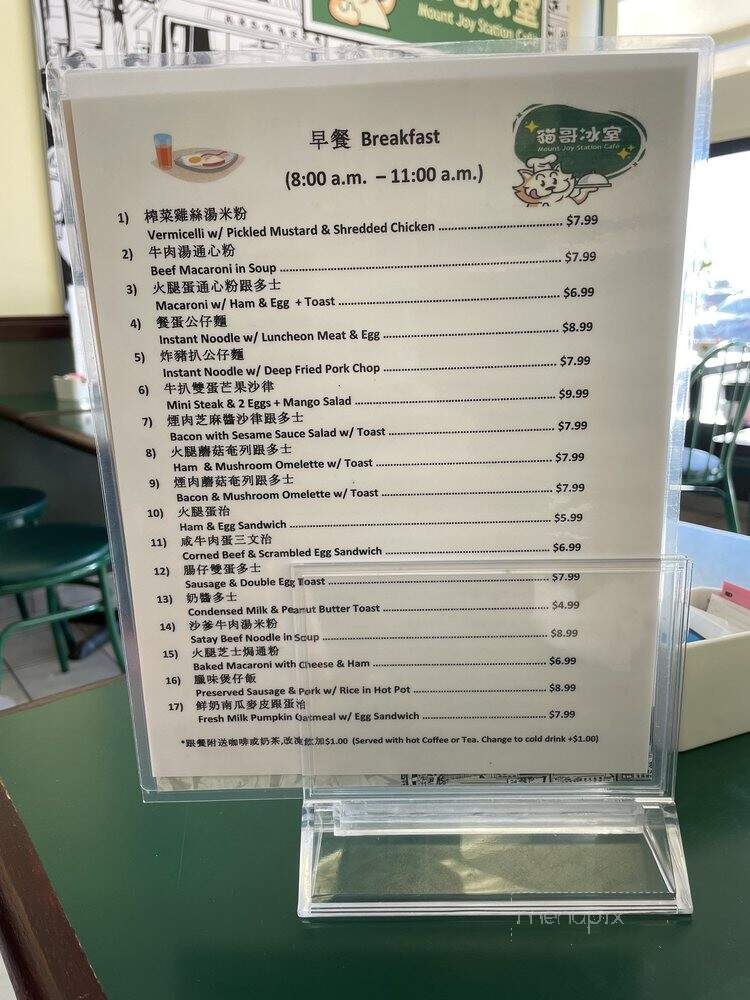 Mount Joy Station Cafe
早餐 Breakfast
(8:00 a.m. – 11:00 a.m.)
貓哥冰室
Mount Joy Station Cafe
1) 榨菜雞絲湯米粉
Vermicelli w/ Pickled Mustard & Shredded Chicken $7.99
2) 牛肉湯通心粉
Beef Macaroni in Soup $7.99
3) 火腿蛋通心粉跟多士
Macaroni w/ Ham & Egg + Toast $6.99
4) 餐蛋公仔麵
Instant Noodle w/ Luncheon Meat & Egg $8.99
5) 炸豬扒公仔麵
Instant Noodle w/ Deep Fried Pork Chop $7.99
6) 牛扒雙蛋芒果沙律
Mini Steak & 2 Eggs + Mango Salad $9.99
7) 煙肉芝麻醬沙律跟多士
Bacon with Sesame Sauce Salad w/ Toast $7.99
8) 火腿蘑菇奄列跟多士
Ham & Mushroom Omelette w/ Toast $7.99
9) 煙肉蘑菇奄列跟多士
Bacon & Mushroom Omelette w/ Toast $7.99
10) 火腿蛋治
Ham & Egg Sandwich $5.99
11) 咸牛肉蛋三文治
Corned Beef & Scrambled Egg Sandwich $6.99
12) 腸仔雙蛋多士
Sausage & Double Egg Toast $7.99
13) 奶醬多士
Condensed Milk & Peanut Butter Toast $4.99
14) 沙爹牛肉湯米粉
Satay Beef Noodle in Soup $8.99
15) 火腿芝士焗通粉
Baked Macaroni with Cheese & Ham $6.99
16) 臘味煲仔飯
Preserved Sausage & Pork w/ Rice in Hot Pot $8.99
17) 鮮奶南瓜麥皮跟蛋治
Fresh Milk Pumpkin Oatmeal w/ Egg Sandwich $7.99
*跟餐附送咖啡或奶茶,改凍飲加$1.00 (Served with hot Coffee or Tea. Change to cold drink +$1.00)
menupix